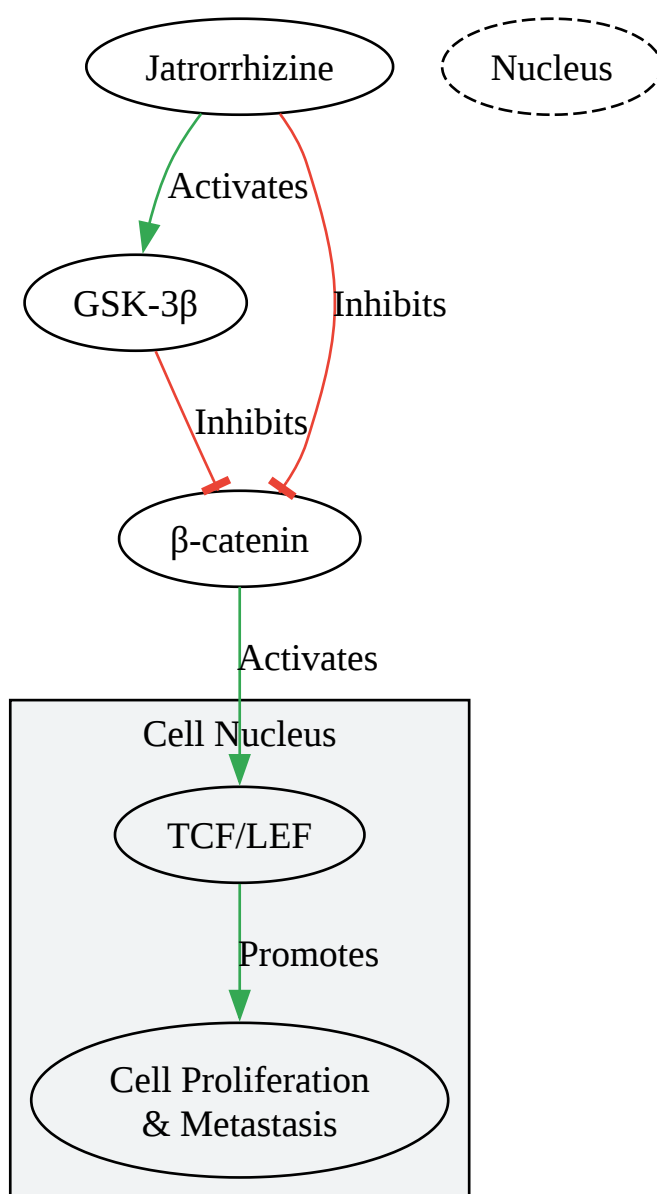 Jatrorrhizine
Nucleus
Activates
GSK-3β
Inhibits
Inhibits
β-catenin
Activates
Cell Nucleus
TCF/LEF
Promotes
Cell Proliferation
& Metastasis